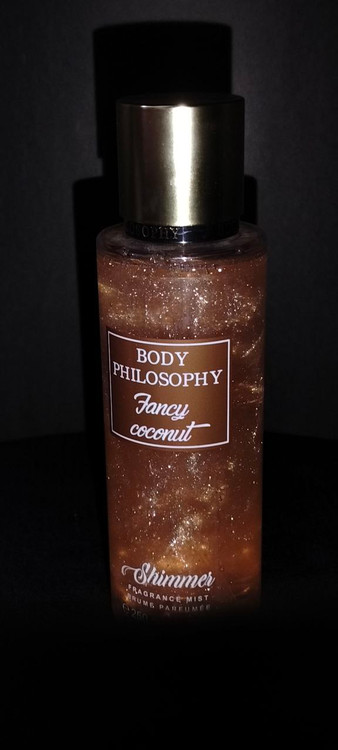 BODY
PHILOSOPHY
Fancy
coconut
Shimmer
FRAGRANCE MIST
BRUME PARFUMÉE